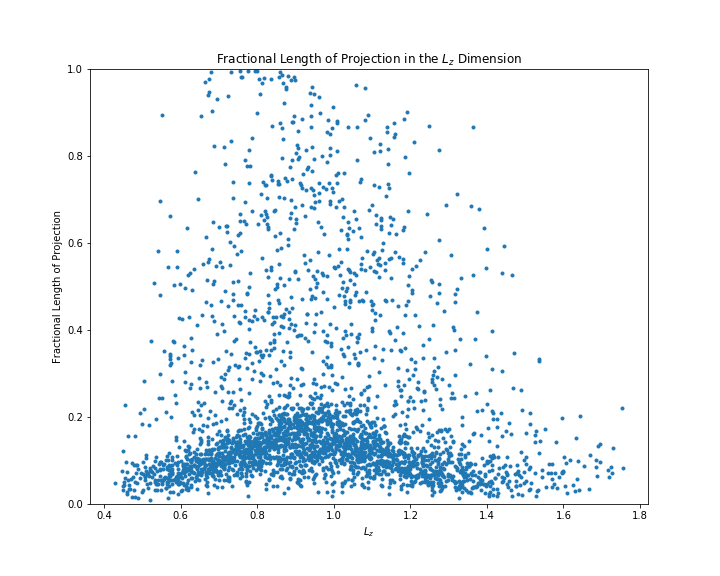 Fractional Length of Projection in the L_z Dimension
1.0
0.8
0.6
0.4
0.2
0.0
Fractional Length of Projection
0.4 0.6 0.8 1.0 1.2 1.4 1.6 1.8
L_z